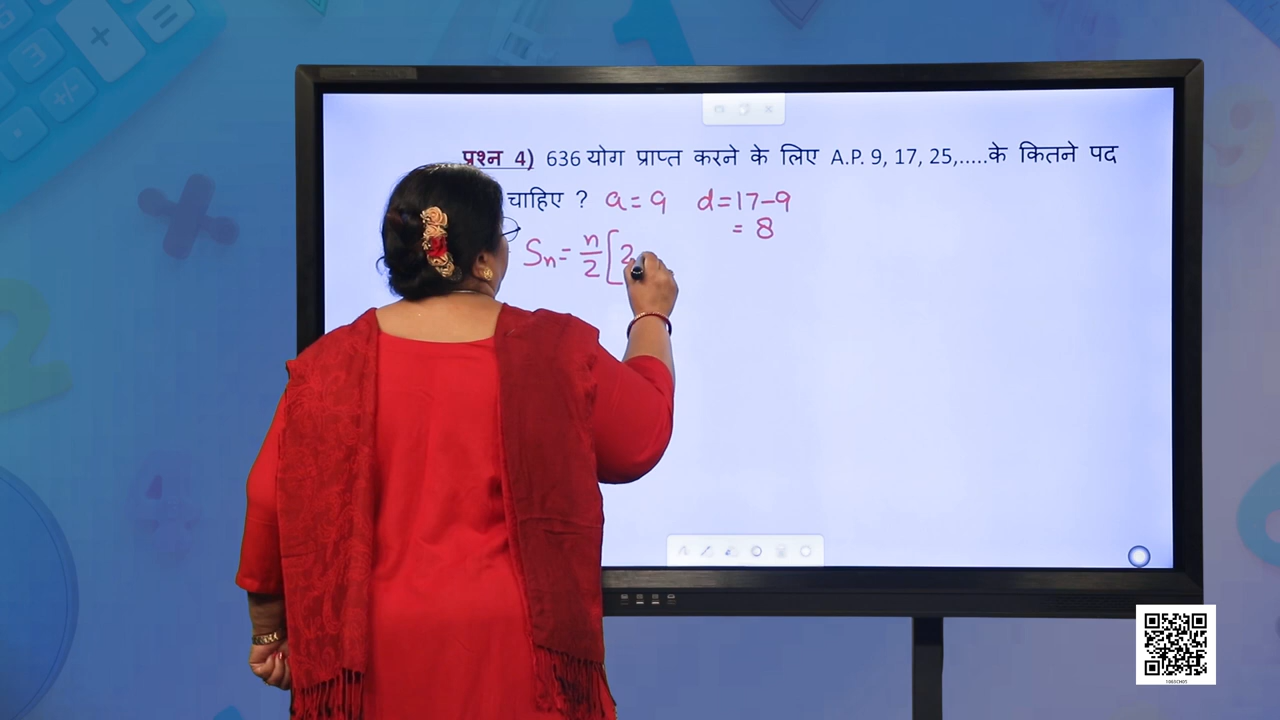 प्रश्न 4) 636 योग प्राप्त करने के लिए A.P. 9, 17, 25,.....के कितने पद
चाहिए ? a = 9 d = 17-9
= 8
Sn = n/2 [2